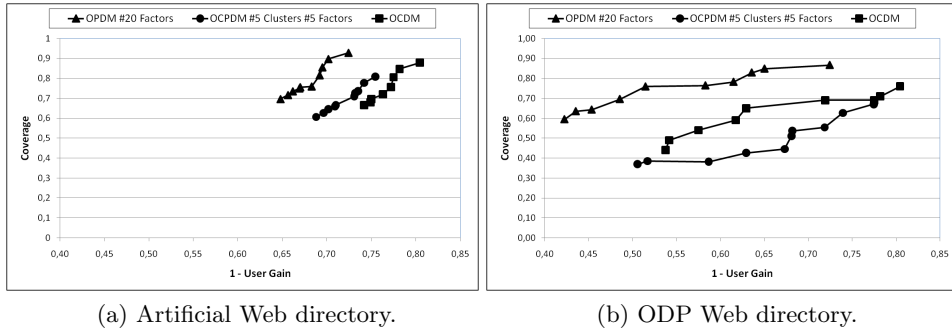 OPDM #20 Factors OCPDM #5 Clusters #5 Factors OCDM
1
0,9
0,8
0,7
0,6
0,5
0,4
0,3
0,2
0,1
0
Coverage
0,40 0,45 0,50 0,55 0,60 0,65 0,70 0,75 0,80 0,85
1 - User Gain
(a) Artificial Web directory.
OPDM #20 Factors OCPDM #5 Clusters #5 Factors OCDM
1,00
0,90
0,80
0,70
0,60
0,50
0,40
0,30
0,20
0,10
0,00
Coverage
0,40 0,45 0,50 0,55 0,60 0,65 0,70 0,75 0,80 0,85
1 - User Gain
(b) ODP Web directory.